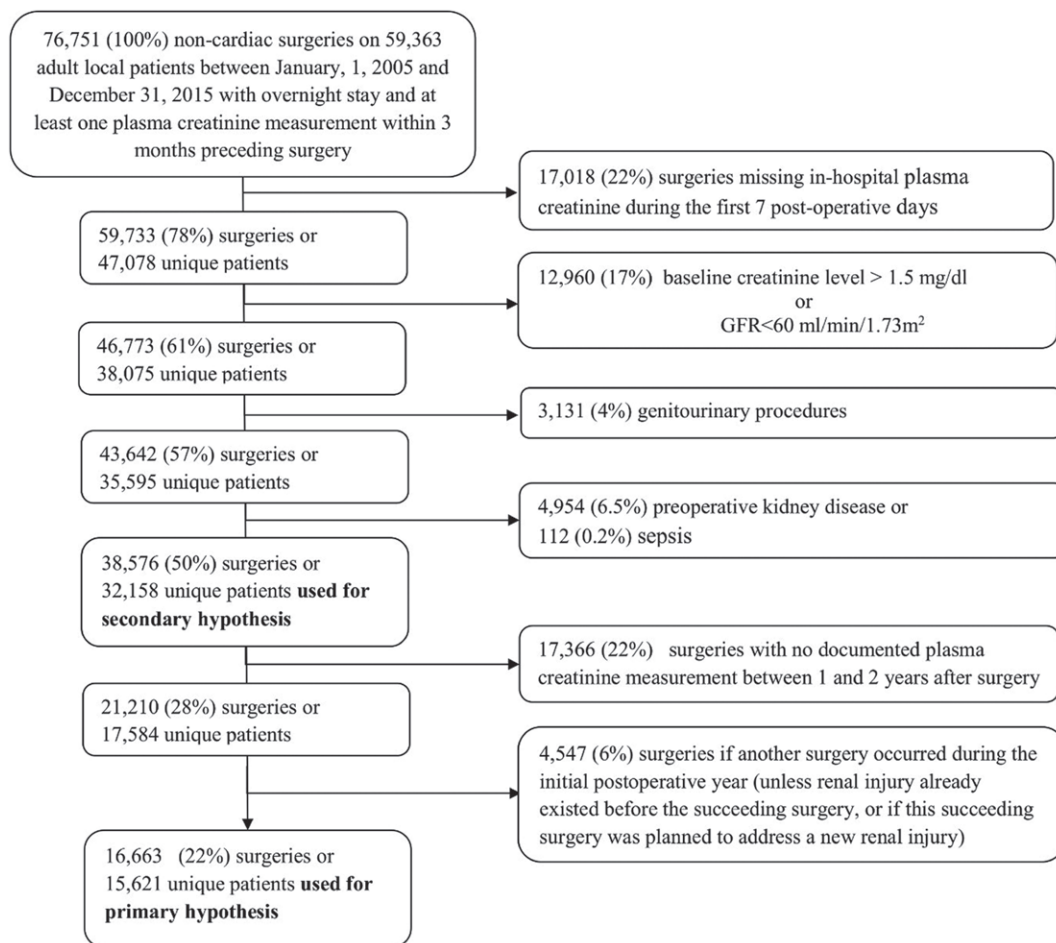 76,751 (100%) non-cardiac surgeries on 59,363
adult local patients between January, 1, 2005 and
December 31, 2015 with overnight stay and at
least one plasma creatinine measurement within 3
months preceding surgery
17,018 (22%) surgeries missing in-hospital plasma
creatinine during the first 7 post-operative days
59,733 (78%) surgeries or
47,078 unique patients
12,960 (17%) baseline creatinine level > 1.5 mg/dl
or
GFR<60 ml/min/1.73m²
46,773 (61%) surgeries or
38,075 unique patients
3,131 (4%) genitourinary procedures
43,642 (57%) surgeries or
35,595 unique patients
4,954 (6.5%) preoperative kidney disease or
112 (0.2%) sepsis
38,576 (50%) surgeries or
32,158 unique patients used for
secondary hypothesis
17,366 (22%) surgeries with no documented plasma
creatinine measurement between 1 and 2 years after surgery
21,210 (28%) surgeries or
17,584 unique patients
4,547 (6%) surgeries if another surgery occurred during the
initial postoperative year (unless renal injury already
existed before the succeeding surgery, or if this succeeding
surgery was planned to address a new renal injury)
16,663 (22%) surgeries or
15,621 unique patients used for
primary hypothesis